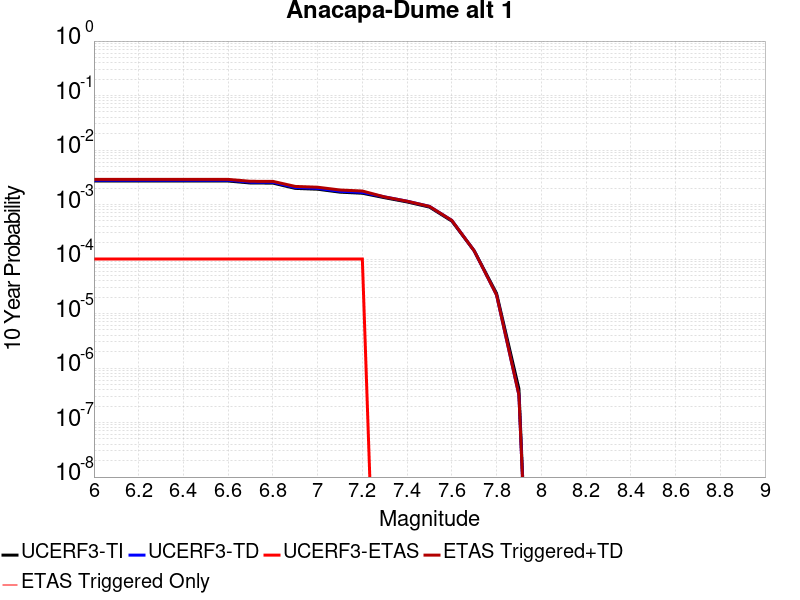 Anacapa-Dume alt 1
10 Year Probability
10^0
10^-1
10^-2
10^-3
10^-4
10^-5
10^-6
10^-7
10^-8
6 6.2 6.4 6.6 6.8 7 7.2 7.4 7.6 7.8 8 8.2 8.4 8.6 8.8 9
Magnitude
UCERF3-TI UCERF3-TD UCERF3-ETAS ETAS Triggered+TD
ETAS Triggered Only